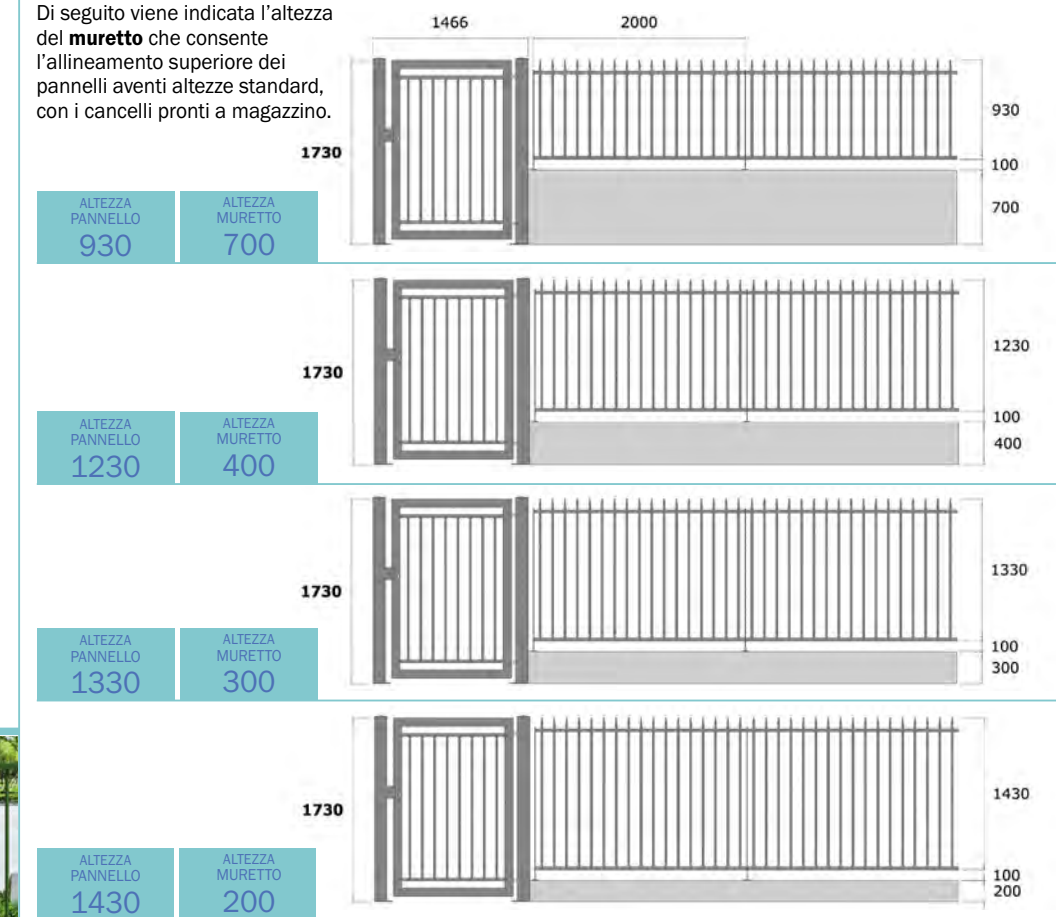 Di seguito viene indicata l'altezza
del muretto che consente
l'allineamento superiore dei
pannelli aventi altezze standard,
con i cancelli pronti a magazzino.
1466
2000
1730
930
100
700
ALTEZZA
PANNELLO
930
ALTEZZA
MURETTO
700
1730
1230
100
400
ALTEZZA
PANNELLO
1230
ALTEZZA
MURETTO
400
1730
1330
100
300
ALTEZZA
PANNELLO
1330
ALTEZZA
MURETTO
300
1730
1430
100
200
ALTEZZA
PANNELLO
1430
ALTEZZA
MURETTO
200